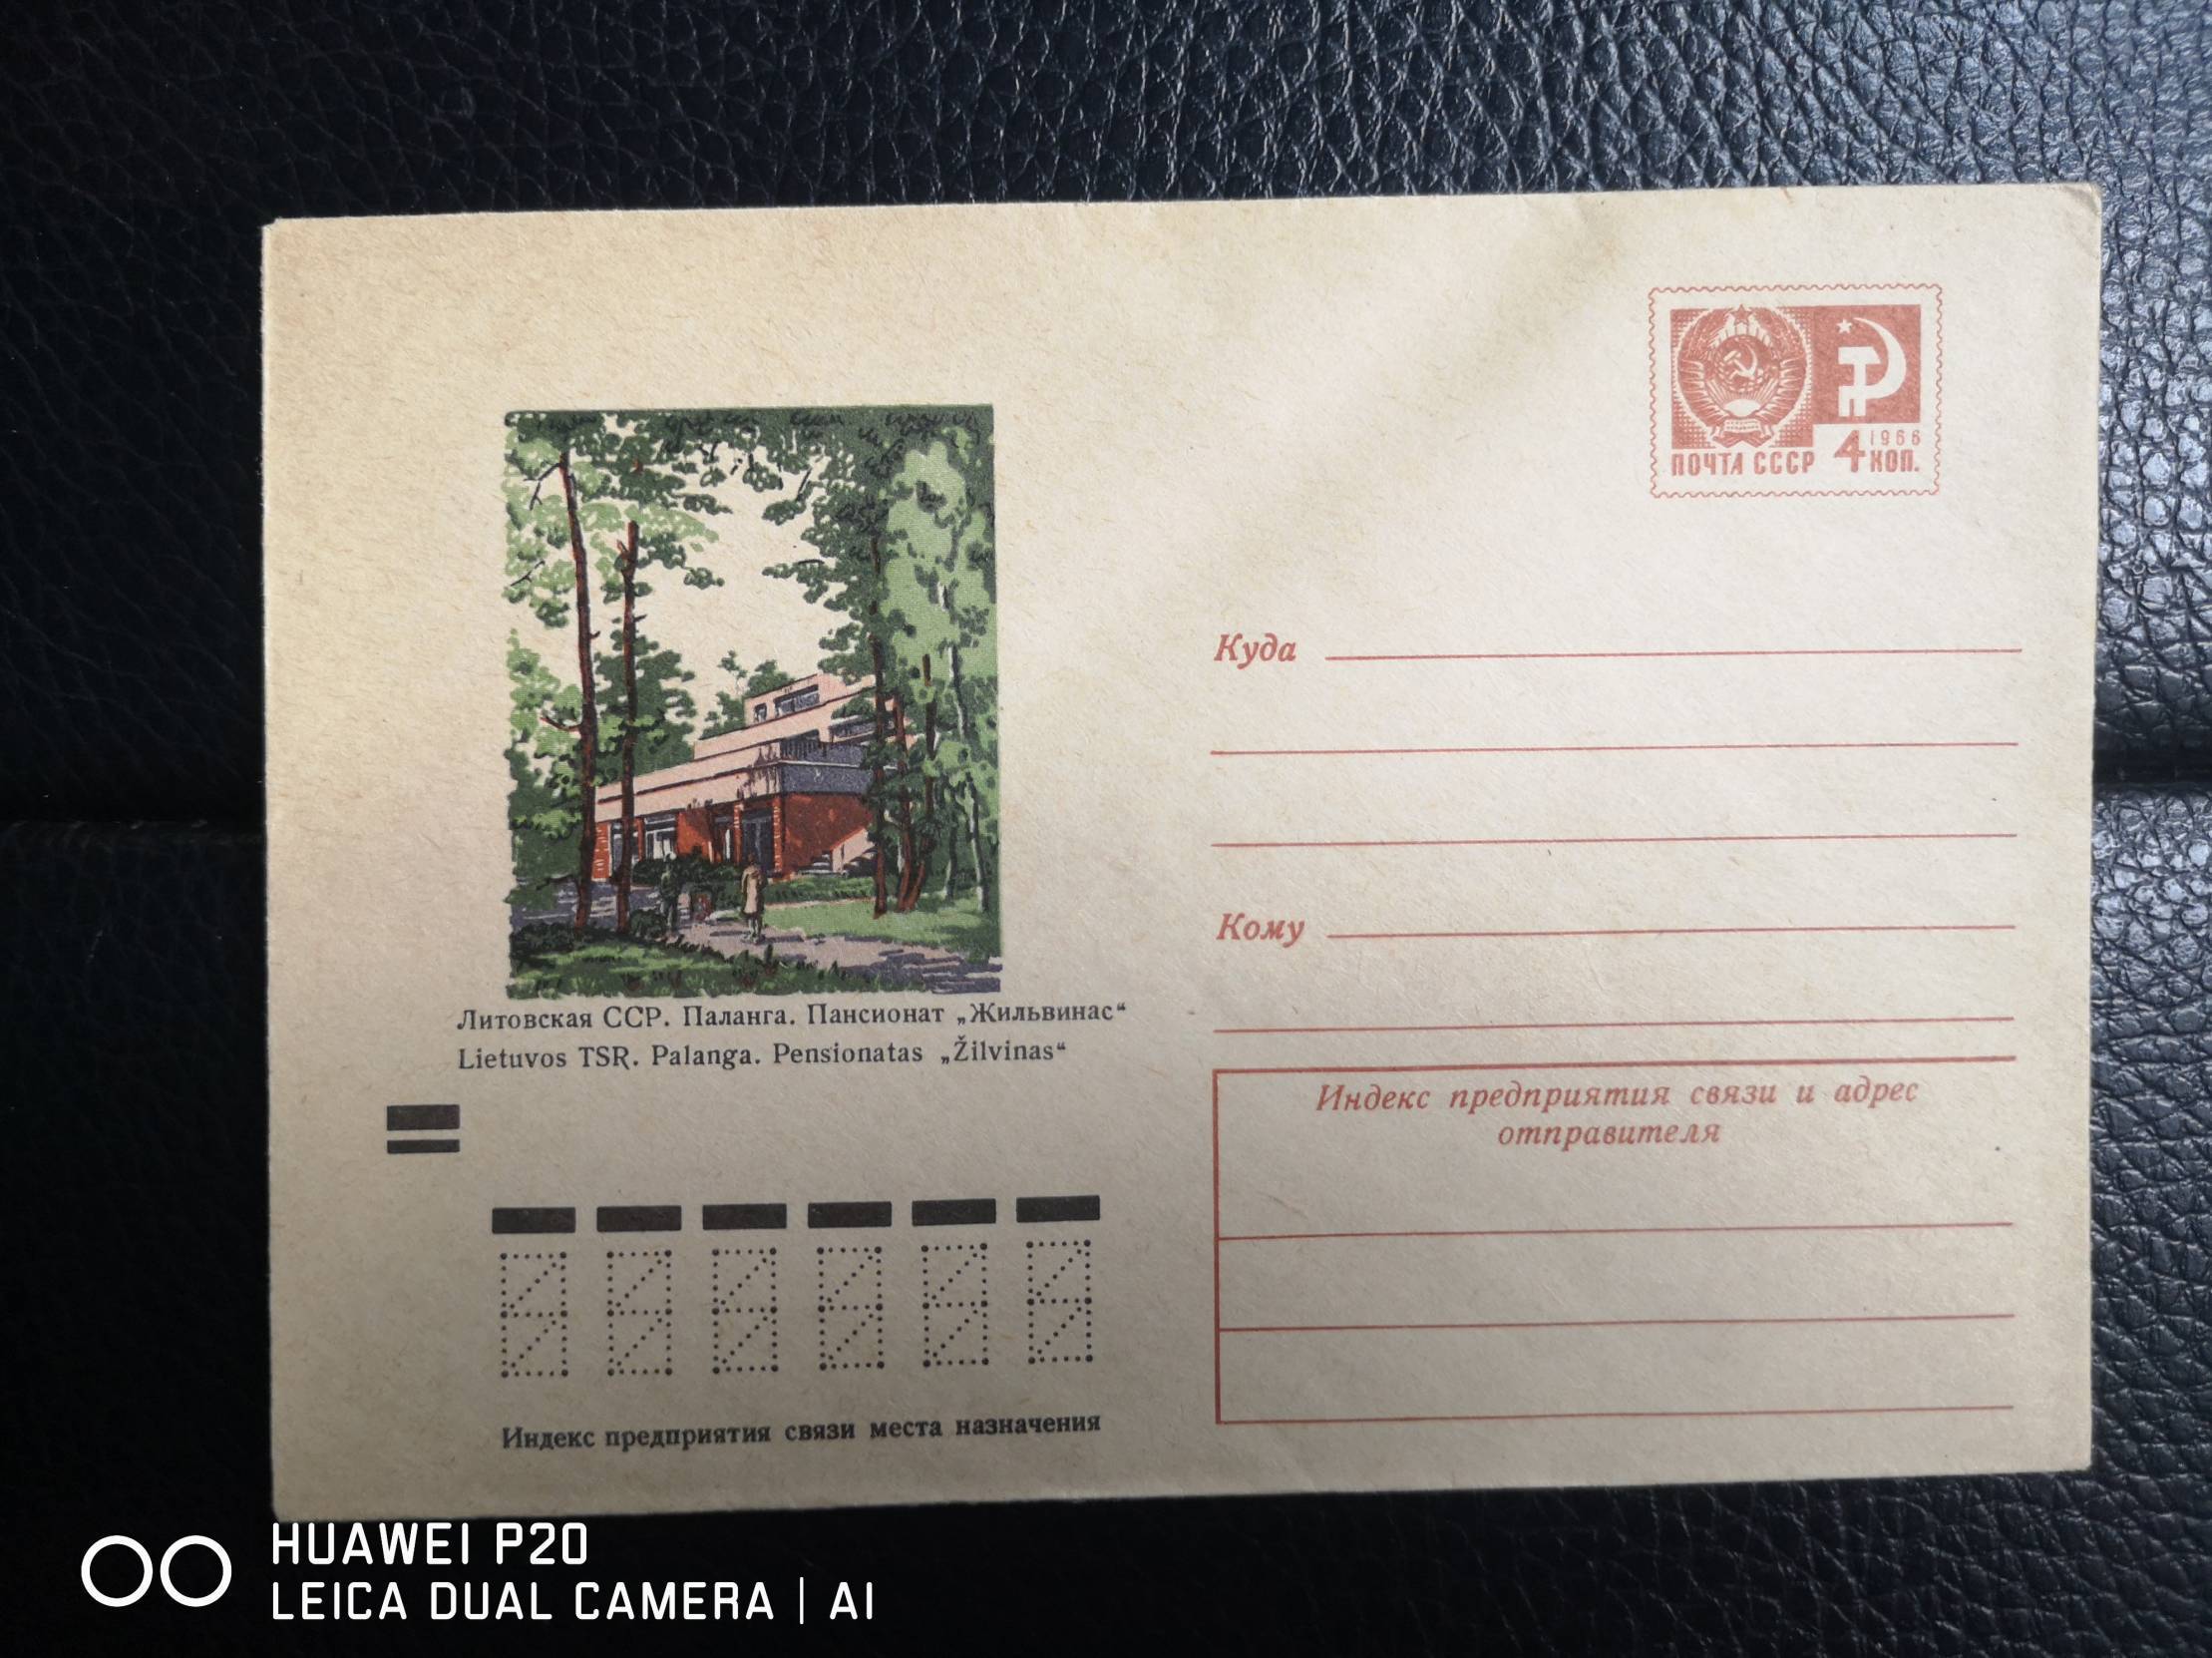 1966
ПОЧТА СССР 4 КОП.
Куда
Кому
Литовская ССР. Паланга. Пансионат „Жильвинас“
Lietuvos TSR. Palanga. Pensionatas „Žilvinas“
Индекс предприятия связи и адрес
отправителя
Индекс предприятия связи места назначения
HUAWEI P20
LEICA DUAL CAMERA | AI